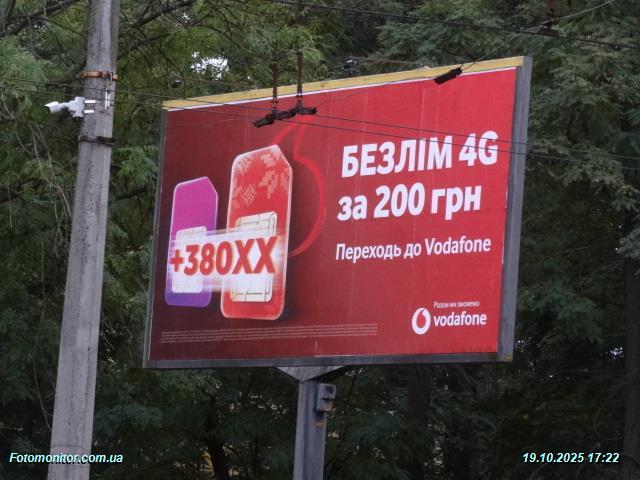 БЕЗЛІМ 4G
за 200 грн
Переходь до Vodafone
+380XX
Разом ми зможемо
vodafone
Fotomonitor.com.ua
19.10.2025 17:22